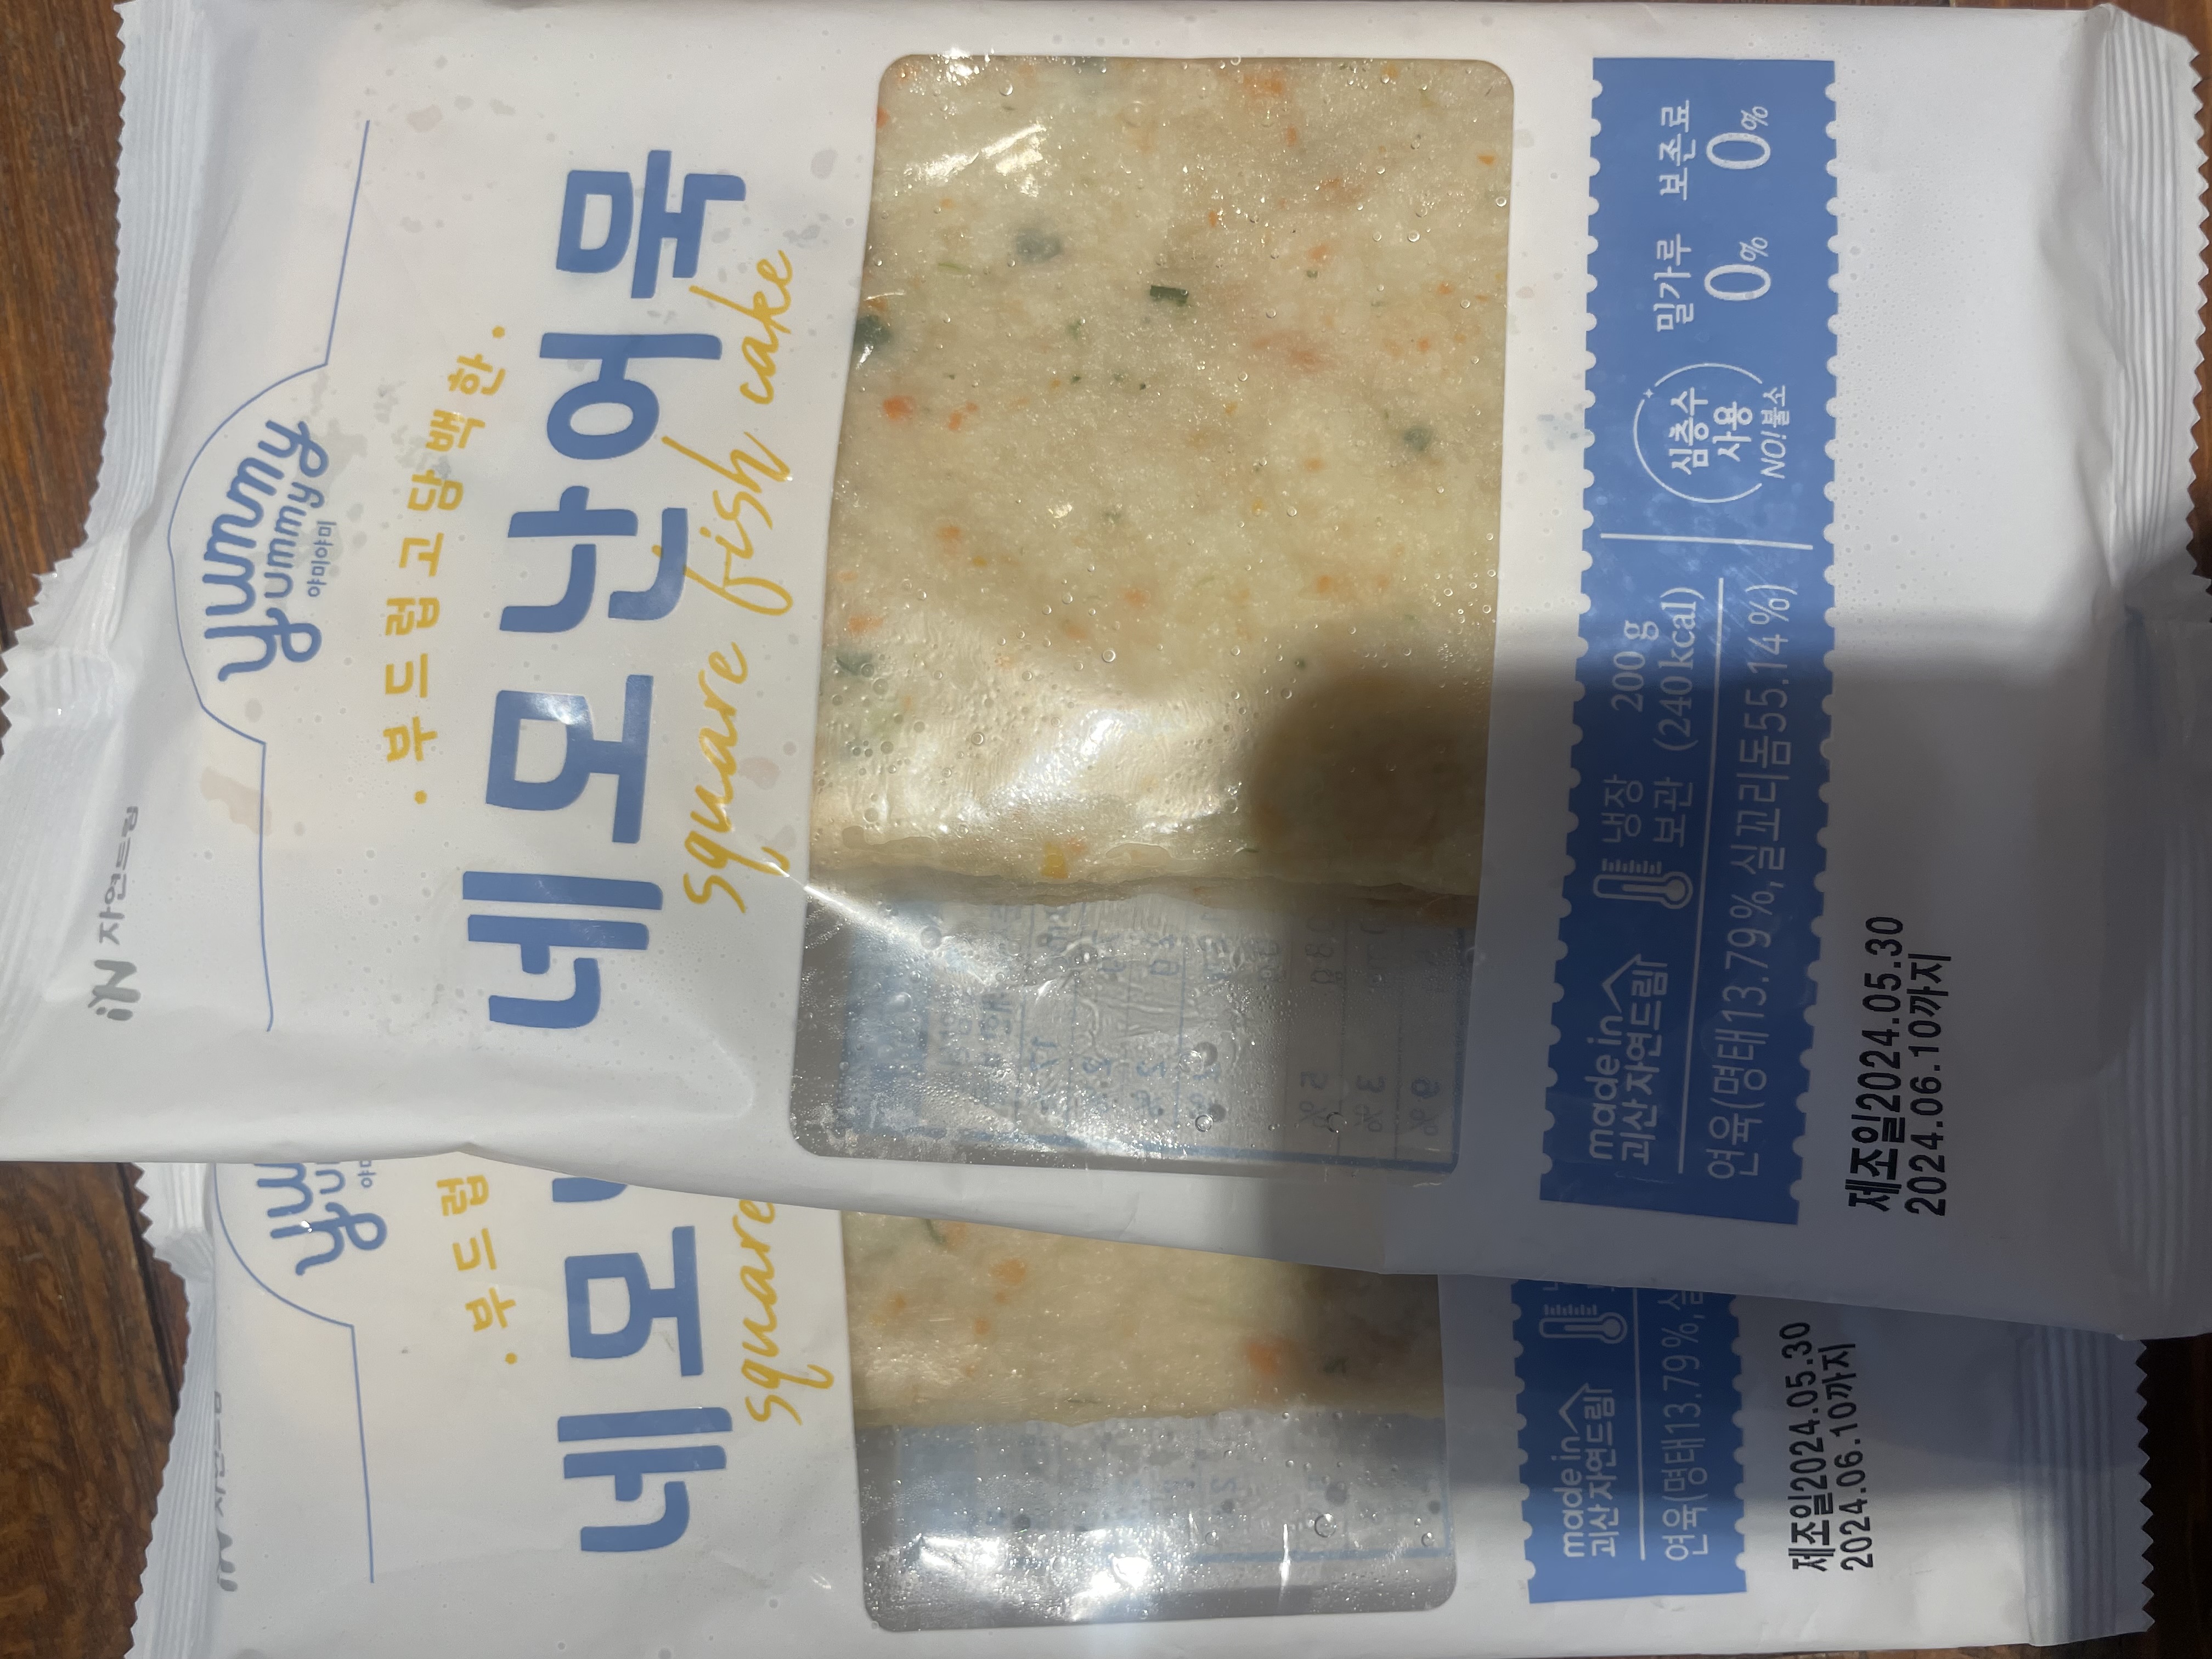 iN 자연드림
yummy
yummy
야미야미
· 부드럽고 담백한 ·
네모난어묵
square fish cake
made in
괴산자연드림
냉장
보관
200 g
(240 kcal)
연육(명태13.79%,실꼬리돔55.14%)
심층수
사용
NO!불소
밀가루
0%
보존료
0%
제조일2024.05.30
2024.06.10까지
부드럽
네모
square
made in
괴산자연드림
연육(명태13.79%,
제조일2024.05.30
2024.06.10까지